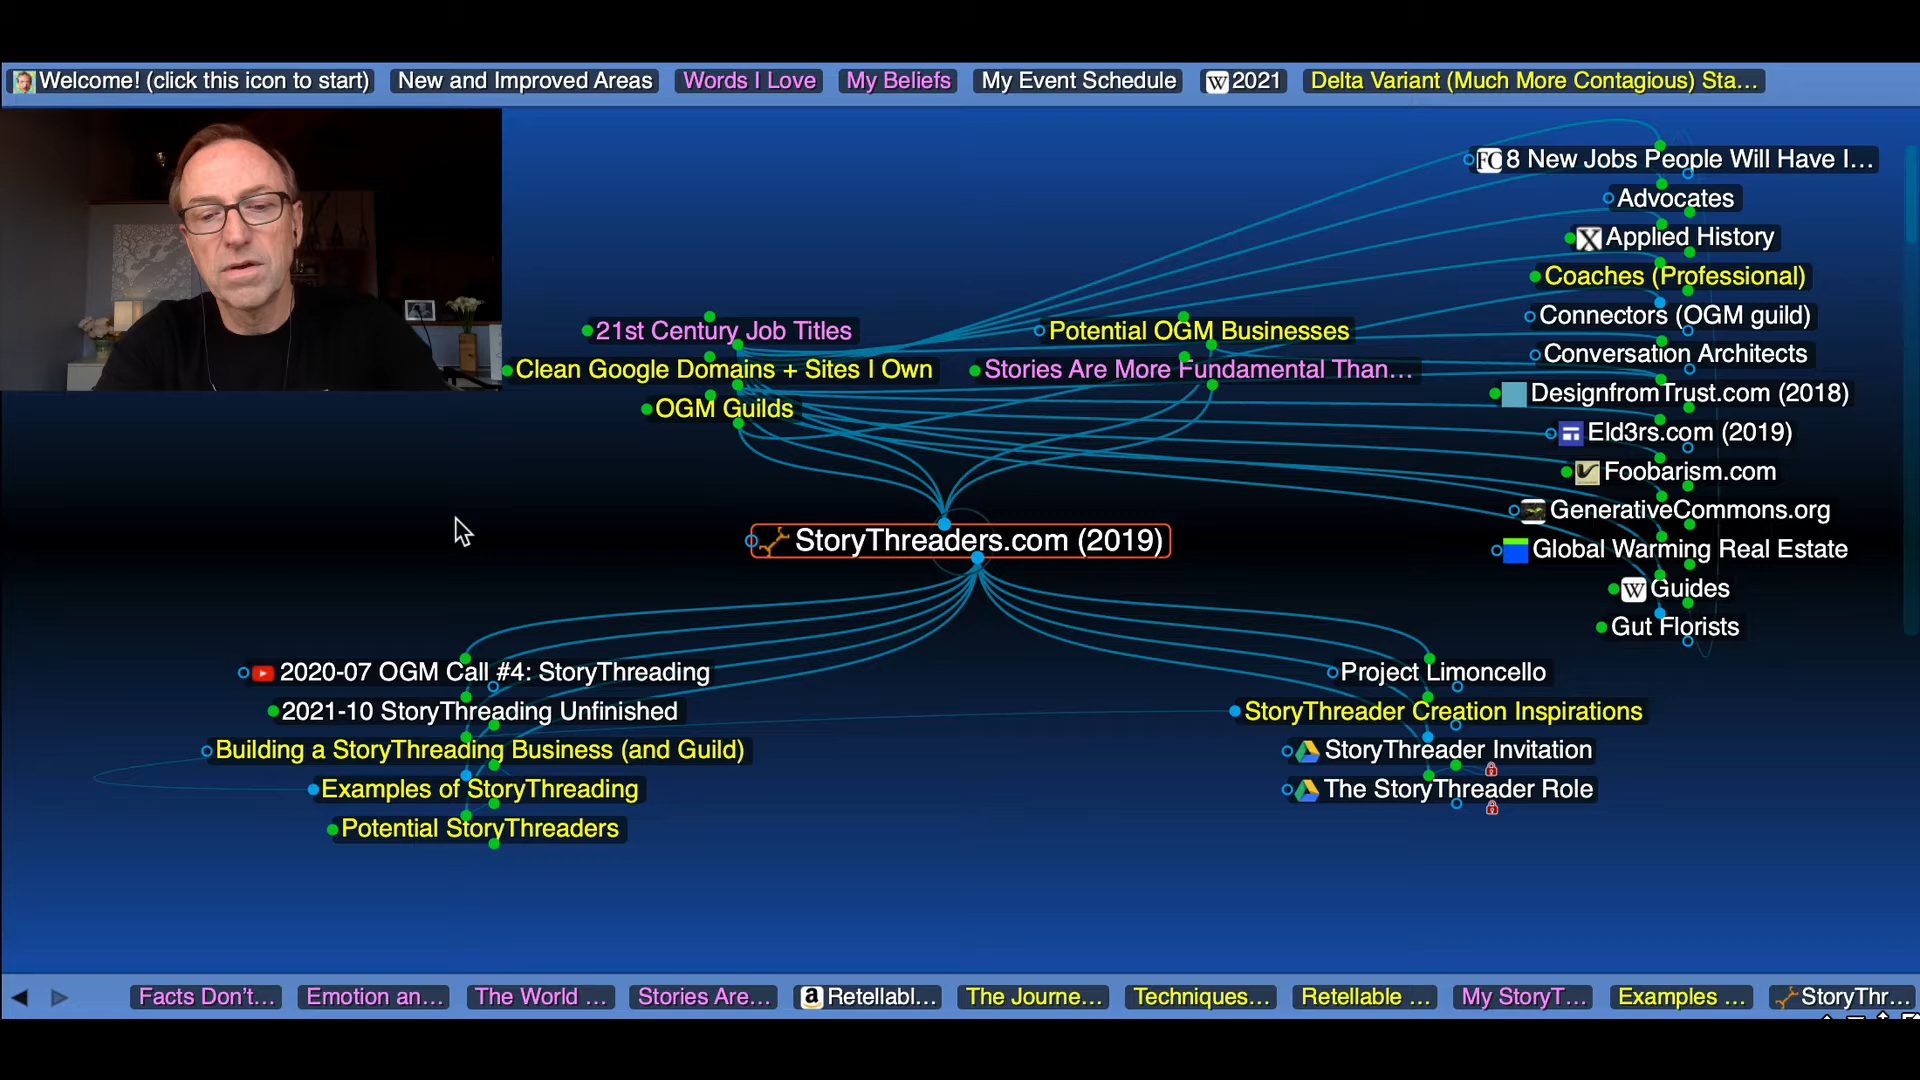 Welcome! (click this icon to start)
New and Improved Areas
Words I Love
My Beliefs
My Event Schedule
W 2021
Delta Variant (Much More Contagious) Sta...
FC 8 New Jobs People Will Have I...
Advocates
X Applied History
Coaches (Professional)
Connectors (OGM guild)
Conversation Architects
DesignfromTrust.com (2018)
Eld3rs.com (2019)
Foobarism.com
GenerativeCommons.org
Global Warming Real Estate
W Guides
Gut Florists
21st Century Job Titles
Clean Google Domains + Sites I Own
OGM Guilds
Potential OGM Businesses
Stories Are More Fundamental Than...
StoryThreaders.com (2019)
2020-07 OGM Call #4: StoryThreading
2021-10 StoryThreading Unfinished
Building a StoryThreading Business (and Guild)
Examples of StoryThreading
Potential StoryThreaders
Project Limoncello
StoryThreader Creation Inspirations
StoryThreader Invitation
The StoryThreader Role
Facts Don't...
Emotion an...
The World ...
Stories Are...
a Retellabl...
The Journe...
Techniques...
Retellable ...
My StoryT...
Examples ...
StoryThr...